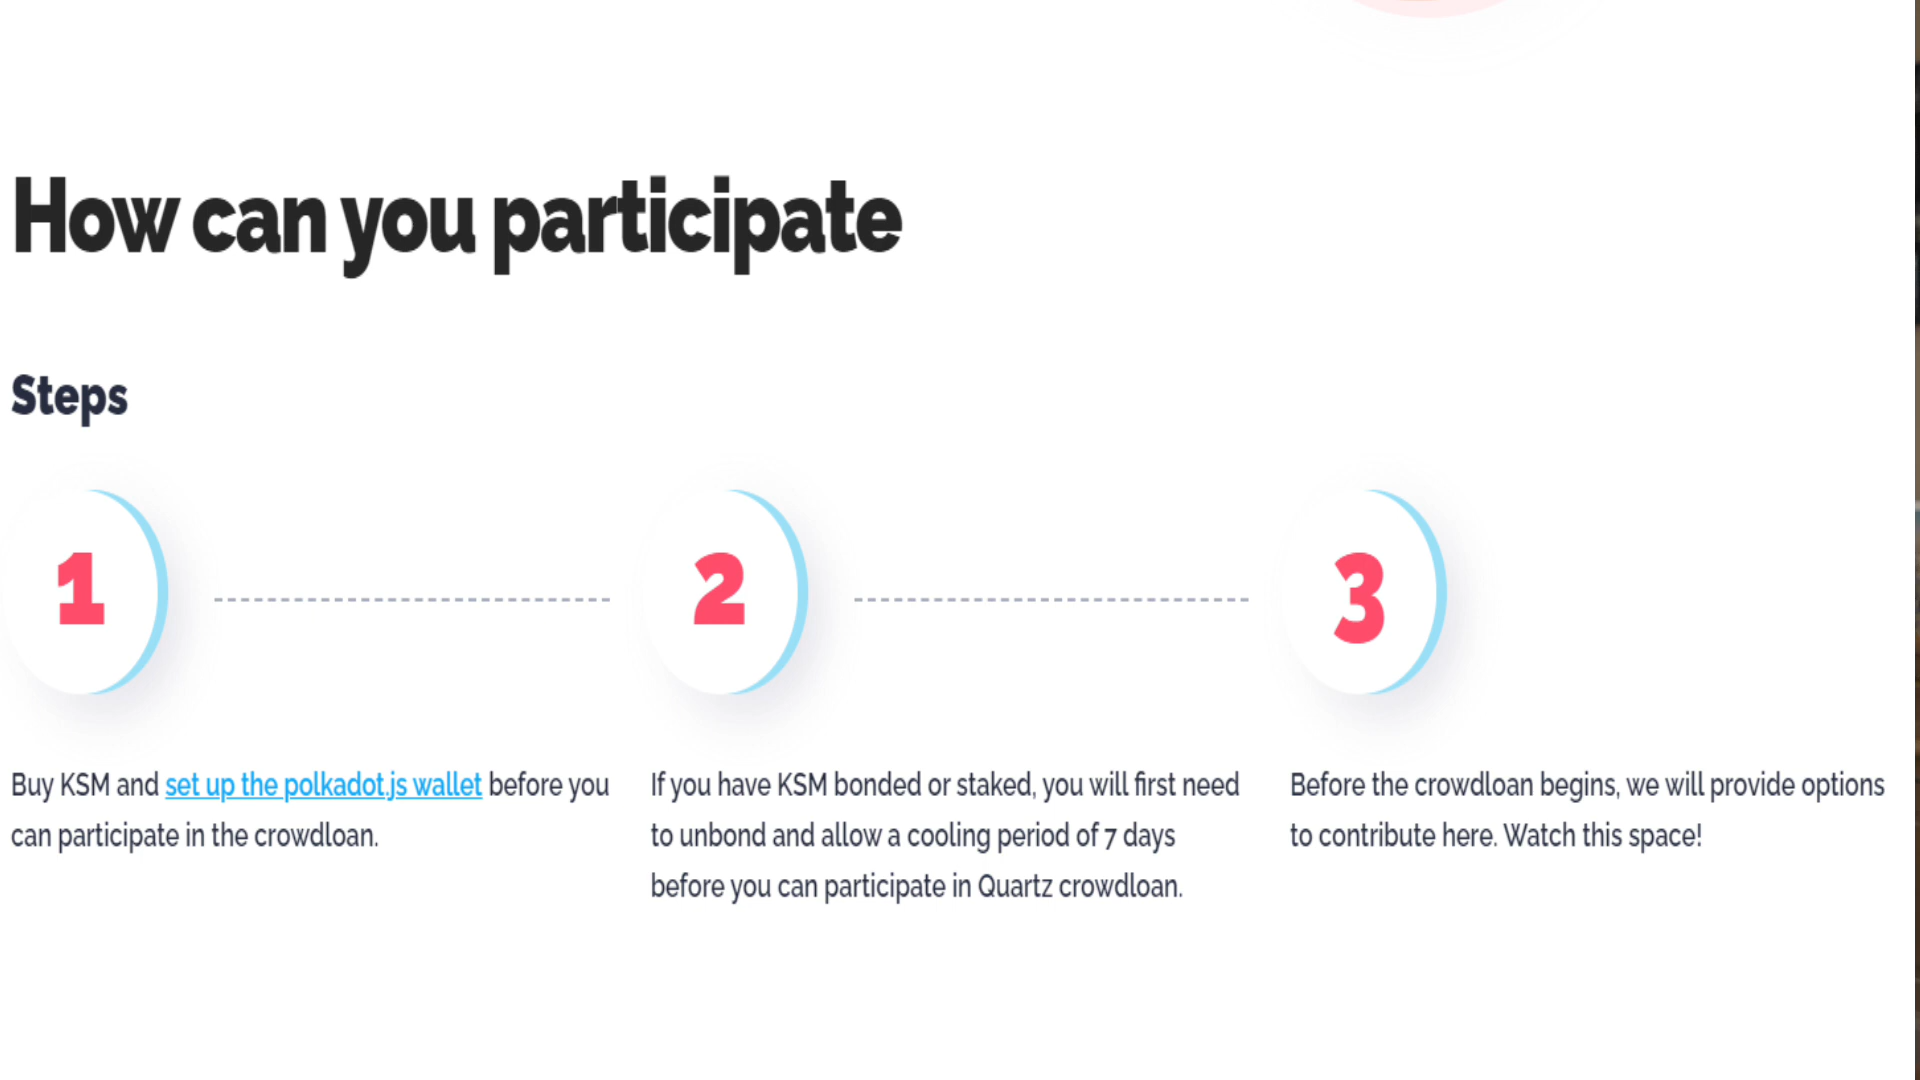 How can you participate
Steps
1
2
3
Buy KSM and set up the polkadot.js wallet before you
can participate in the crowdloan.
If you have KSM bonded or staked, you will first need
to unbond and allow a cooling period of 7 days
before you can participate in Quartz crowdloan.
Before the crowdloan begins, we will provide options
to contribute here. Watch this space!